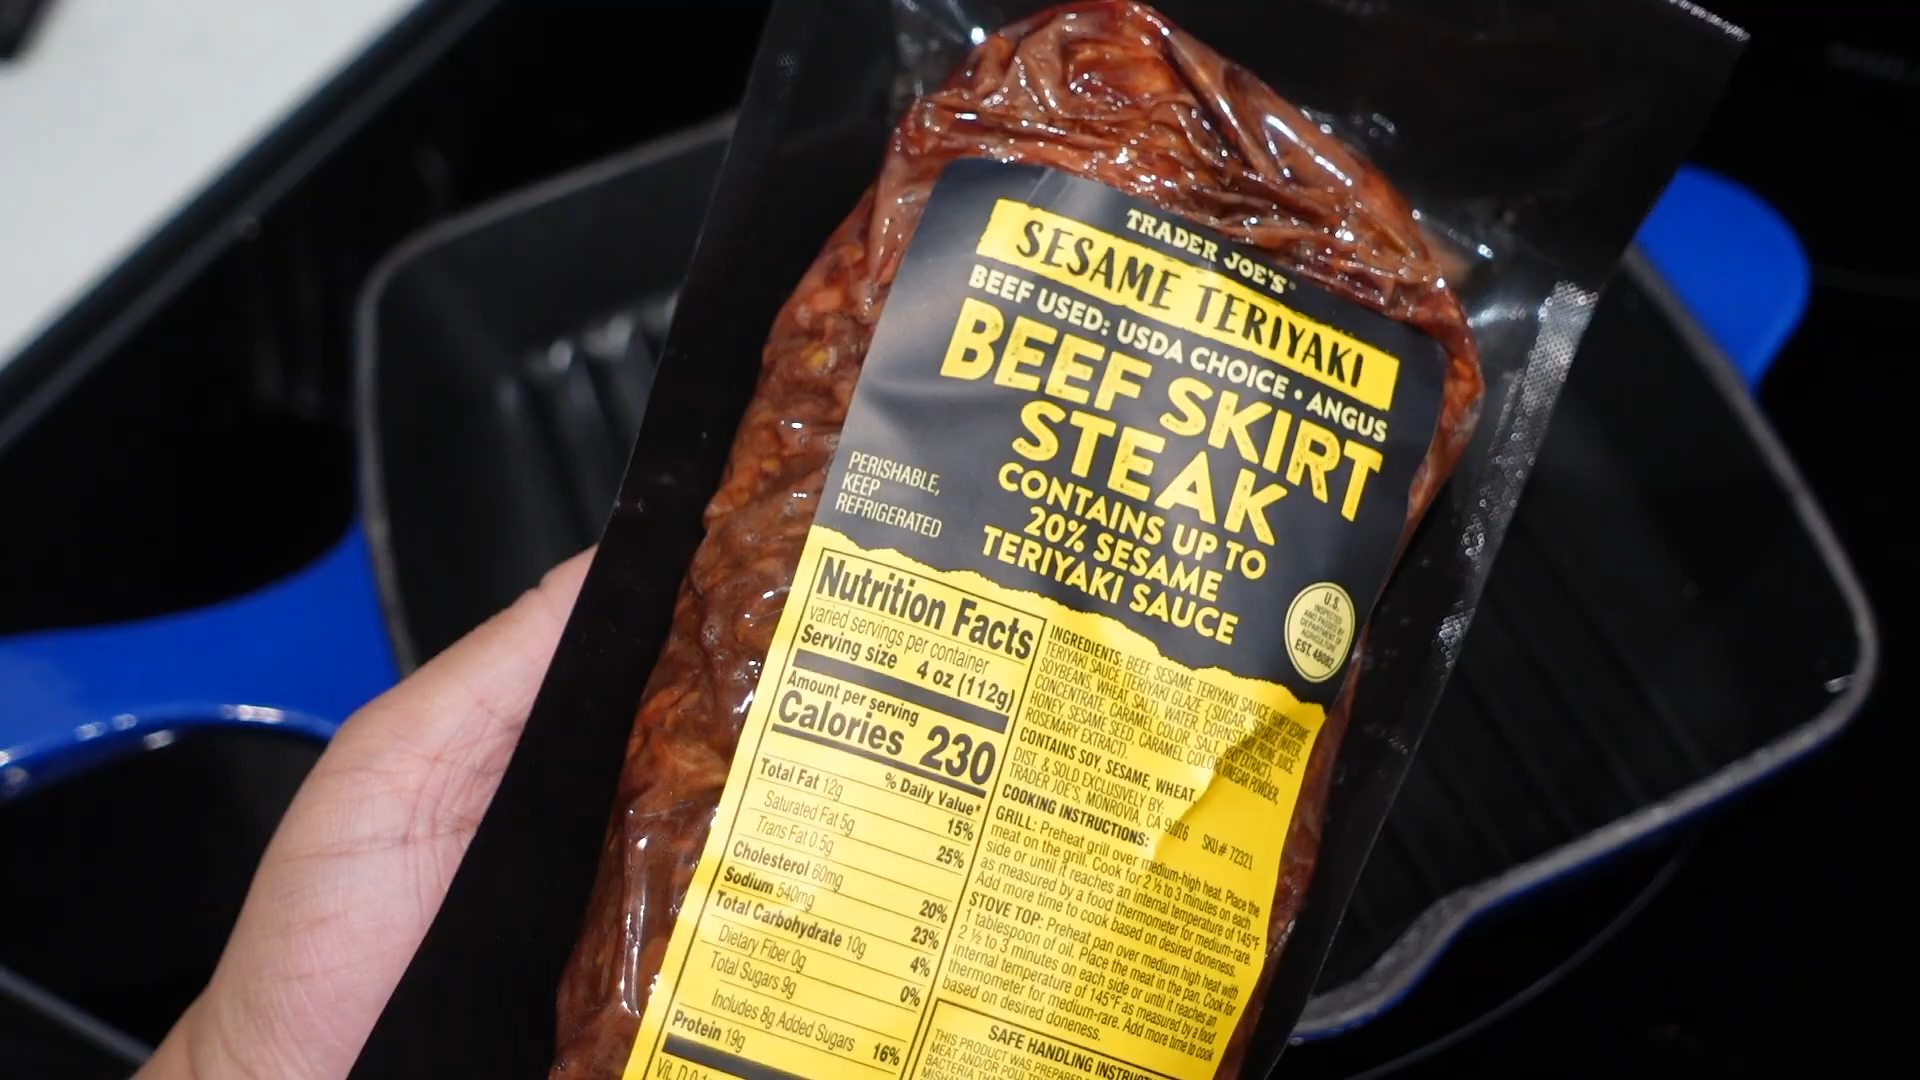 TRADER JOE'S
SESAME TERIYAKI
BEEF USED: USDA CHOICE • ANGUS
BEEF SKIRT
STEAK
CONTAINS UP TO
20% SESAME
TERIYAKI SAUCE
PERISHABLE,
KEEP
REFRIGERATED
U.S.
INSPECTED
AND PASSED BY
DEPARTMENT OF
AGRICULTURE
EST. 48082
Nutrition Facts
varied servings per container
Serving size 4 oz (112g)
Amount per serving
Calories 230
% Daily Value*
Total Fat 12g 15%
Saturated Fat 5g 25%
Trans Fat 0.5g
Cholesterol 60mg 20%
Sodium 540mg 23%
Total Carbohydrate 10g 4%
Dietary Fiber 0g 0%
Total Sugars 9g
Includes 8g Added Sugars 16%
Protein 19g
Vit. D
INGREDIENTS: BEEF, SESAME TERIYAKI SAUCE
TERIYAKI SAUCE (TERIYAKI GLAZE (SUGAR,
SOYBEANS, WHEAT, SALT), WATER,
CONCENTRATE, CARAMEL COLOR, SALT
HONEY, SESAME SEED, CARAMEL COLOR, VINEGAR POWDER,
ROSEMARY EXTRACT).
CONTAINS SOY, SESAME, WHEAT.
DIST. & SOLD EXCLUSIVELY BY:
TRADER JOE'S, MONROVIA, CA 91016 SKU# 72321
COOKING INSTRUCTIONS:
GRILL: Preheat grill over medium-high heat. Place the
meat on the grill. Cook for 2 ½ to 3 minutes on each
side or until it reaches an internal temperature of 145°F
as measured by a food thermometer for medium-rare.
Add more time to cook based on desired doneness.
STOVE TOP: Preheat pan over medium high heat with
1 tablespoon of oil. Place the meat in the pan. Cook for
2 ½ to 3 minutes on each side or until it reaches an
internal temperature of 145°F as measured by a food
thermometer for medium-rare. Add more time to cook
based on desired doneness.
SAFE HANDLING
THIS PRODUCT WAS PREPARED
MEAT AND/OR
BACTERIA